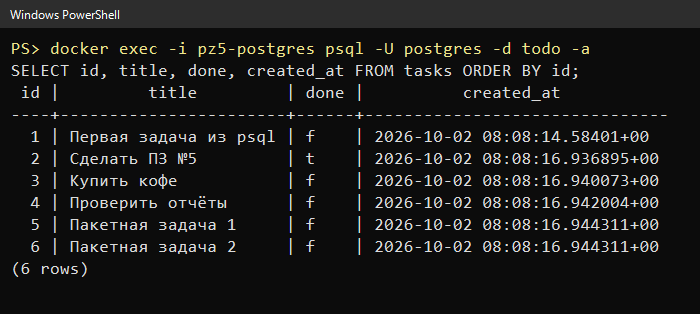 Windows PowerShell
PS> docker exec -i pz5-postgres psql -U postgres -d todo -a
SELECT id, title, done, created_at FROM tasks ORDER BY id;
 id |         title         | done |          created_at
----+-----------------------+------+-------------------------------
  1 | Первая задача из psql | f    | 2026-10-02 08:08:14.58401+00
  2 | Сделать ПЗ №5         | t    | 2026-10-02 08:08:16.936895+00
  3 | Купить кофе           | f    | 2026-10-02 08:08:16.940073+00
  4 | Проверить отчёты      | f    | 2026-10-02 08:08:16.942004+00
  5 | Пакетная задача 1     | f    | 2026-10-02 08:08:16.944311+00
  6 | Пакетная задача 2     | f    | 2026-10-02 08:08:16.944311+00
(6 rows)